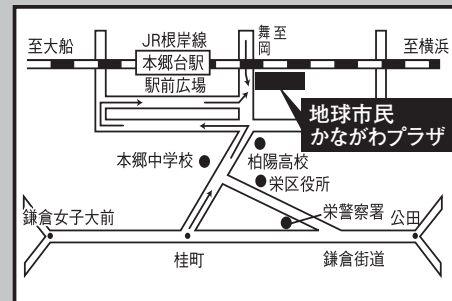 至大船
JR根岸線
至舞岡
至横浜
本郷台駅
駅前広場
地球市民
かながわプラザ
本郷中学校
柏陽高校
栄区役所
鎌倉女子大前
栄警察署
公田
桂町
鎌倉街道